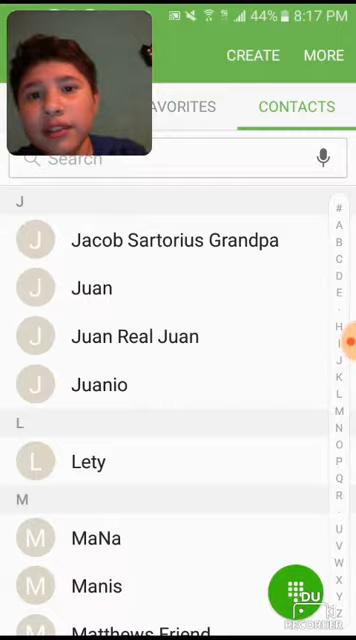 44% 8:17 PM
CREATE MORE
AVORITES CONTACTS
Search
J
#
A
B
C
D
E
.
H
I
J
K
L
M
N
O
P
Q
R
.
U
V
W
X
Y
Z
J Jacob Sartorius Grandpa
J Juan
J Juan Real Juan
J Juanio
L
L Lety
M
M MaNa
M Manis
Matthews Friend
DU
RECORDER